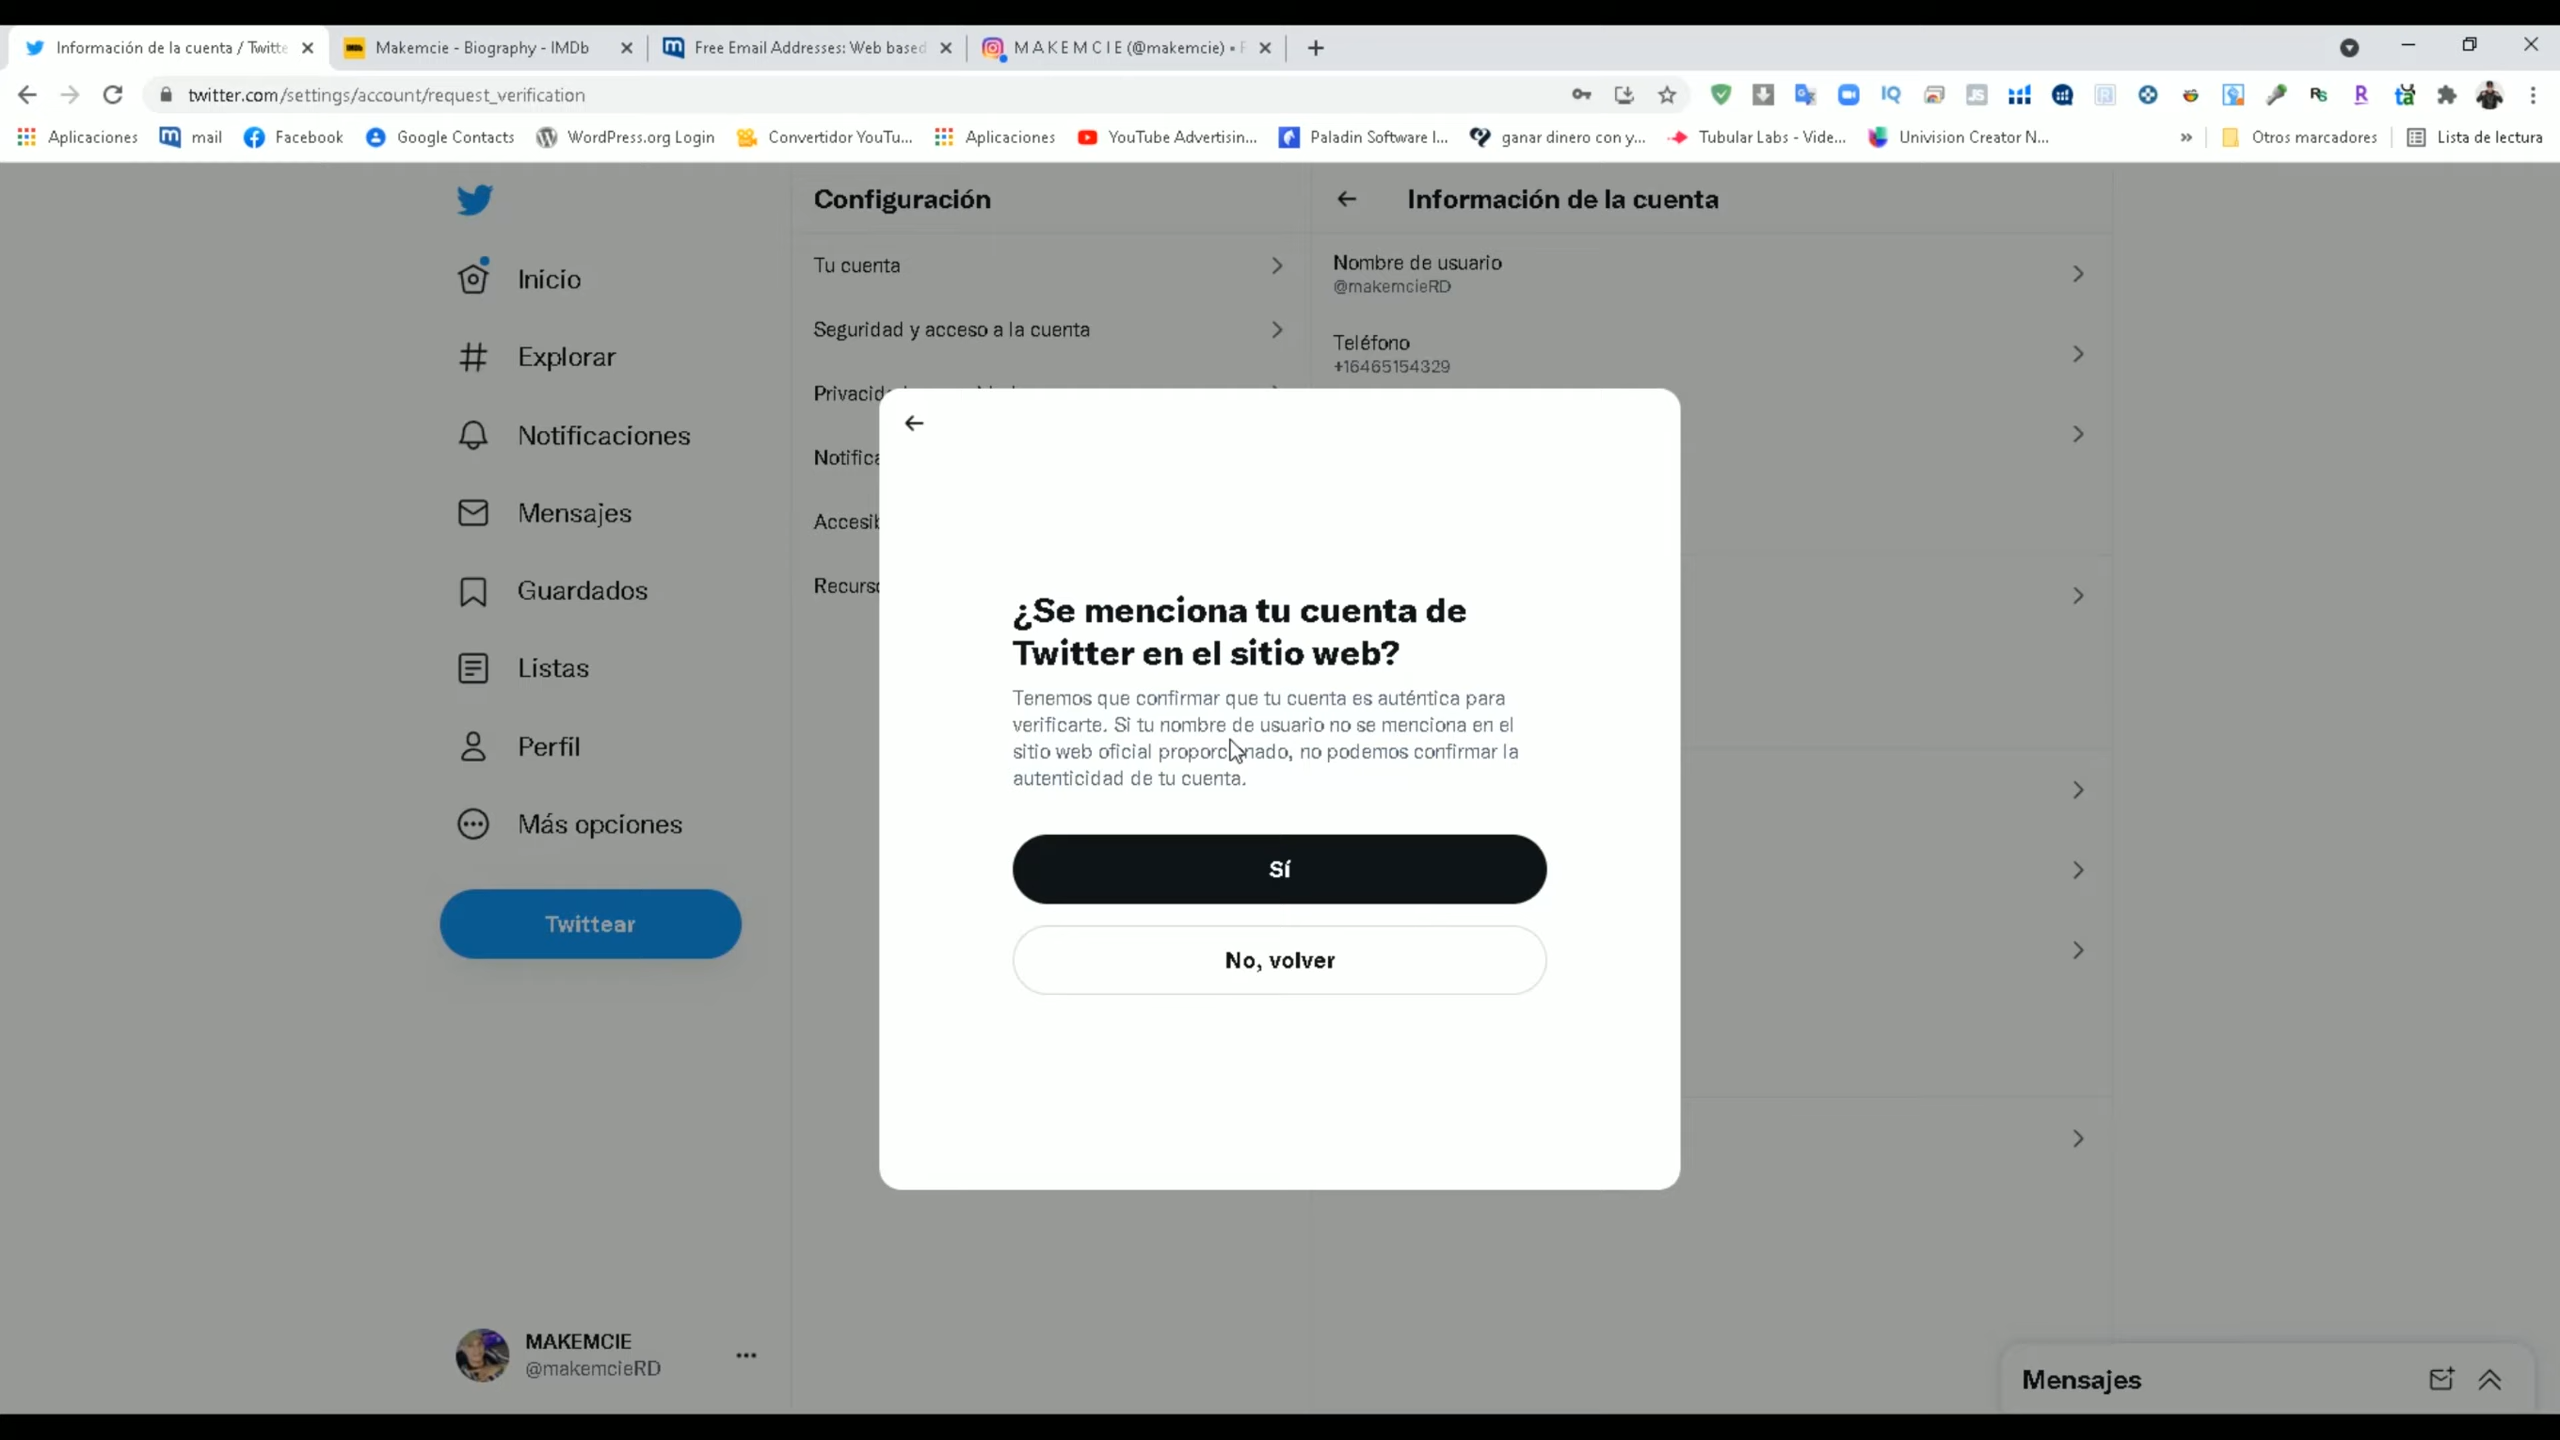 Información de la cuenta / Twitte
Makemcie - Biography - IMDb
Free Email Addresses: Web based
M A K E M C I E (@makemcie) •
twitter.com/settings/account/request_verification
Aplicaciones
mail
Facebook
Google Contacts
WordPress.org Login
Convertidor YouTu...
Aplicaciones
YouTube Advertisin...
Paladin Software I...
ganar dinero con y...
Tubular Labs - Vide...
Univision Creator N...
Otros marcadores
Lista de lectura
Inicio
Explorar
Notificaciones
Mensajes
Guardados
Listas
Perfil
Más opciones
Twittear
MAKEMCIE
@makemcieRD
Configuración
Tu cuenta
Seguridad y acceso a la cuenta
Información de la cuenta
Nombre de usuario
@makemcieRD
Teléfono
+16465154329
¿Se menciona tu cuenta de
Twitter en el sitio web?
Tenemos que confirmar que tu cuenta es auténtica para
verificarte. Si tu nombre de usuario no se menciona en el
sitio web oficial proporcionado, no podemos confirmar la
autenticidad de tu cuenta.
Sí
No, volver
Mensajes